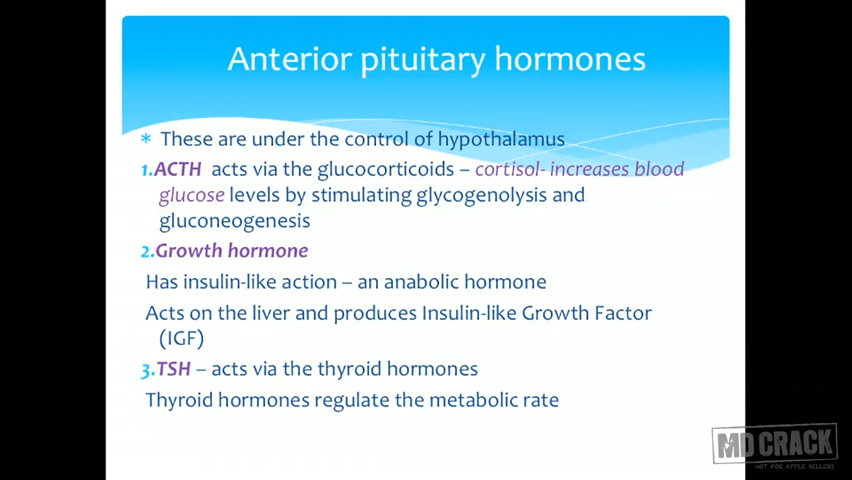 Anterior pituitary hormones
* These are under the control of hypothalamus
1.ACTH acts via the glucocorticoids – cortisol- increases blood
glucose levels by stimulating glycogenolysis and
gluconeogenesis
2.Growth hormone
Has insulin-like action – an anabolic hormone
Acts on the liver and produces Insulin-like Growth Factor
(IGF)
3.TSH – acts via the thyroid hormones
Thyroid hormones regulate the metabolic rate
MD CRACK
NOT FOR APPLE SELLERS